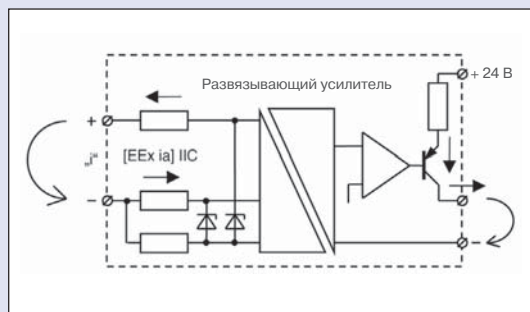 Развязывающий усилитель
+ 24 В
+
„i“
[EEx ia] IIC
–
–